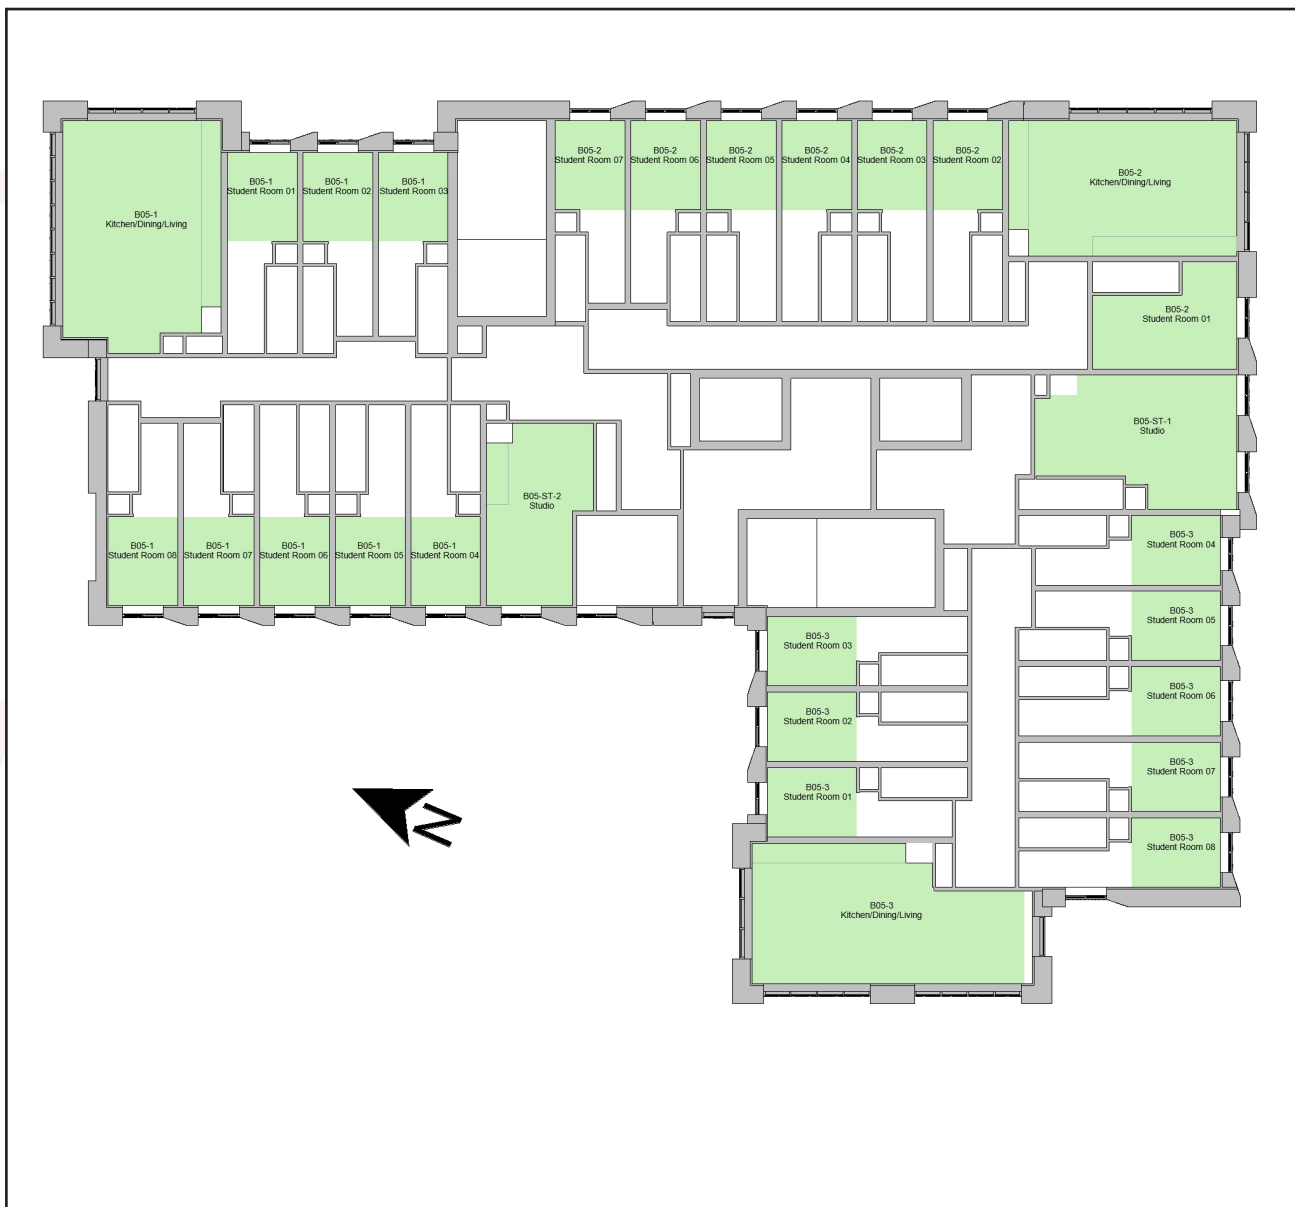 B05-2
Student Room 07
B05-2
Student Room 06
B05-2
Student Room 05
B05-2
Student Room 04
B05-2
Student Room 03
B05-2
Student Room 02
B05-2
Kitchen/Dining/Living
B05-1
Kitchen/Dining/Living
B05-1
Student Room 01
B05-1
Student Room 02
B05-1
Student Room 03
B05-2
Student Room 01
B05-ST-1
Studio
B05-ST-2
Studio
B05-1
Student Room 08
B05-1
Student Room 07
B05-1
Student Room 06
B05-1
Student Room 05
B05-1
Student Room 04
B05-3
Student Room 04
B05-3
Student Room 05
B05-3
Student Room 03
B05-3
Student Room 06
B05-3
Student Room 02
B05-3
Student Room 07
B05-3
Student Room 01
B05-3
Student Room 08
B05-3
Kitchen/Dining/Living
N